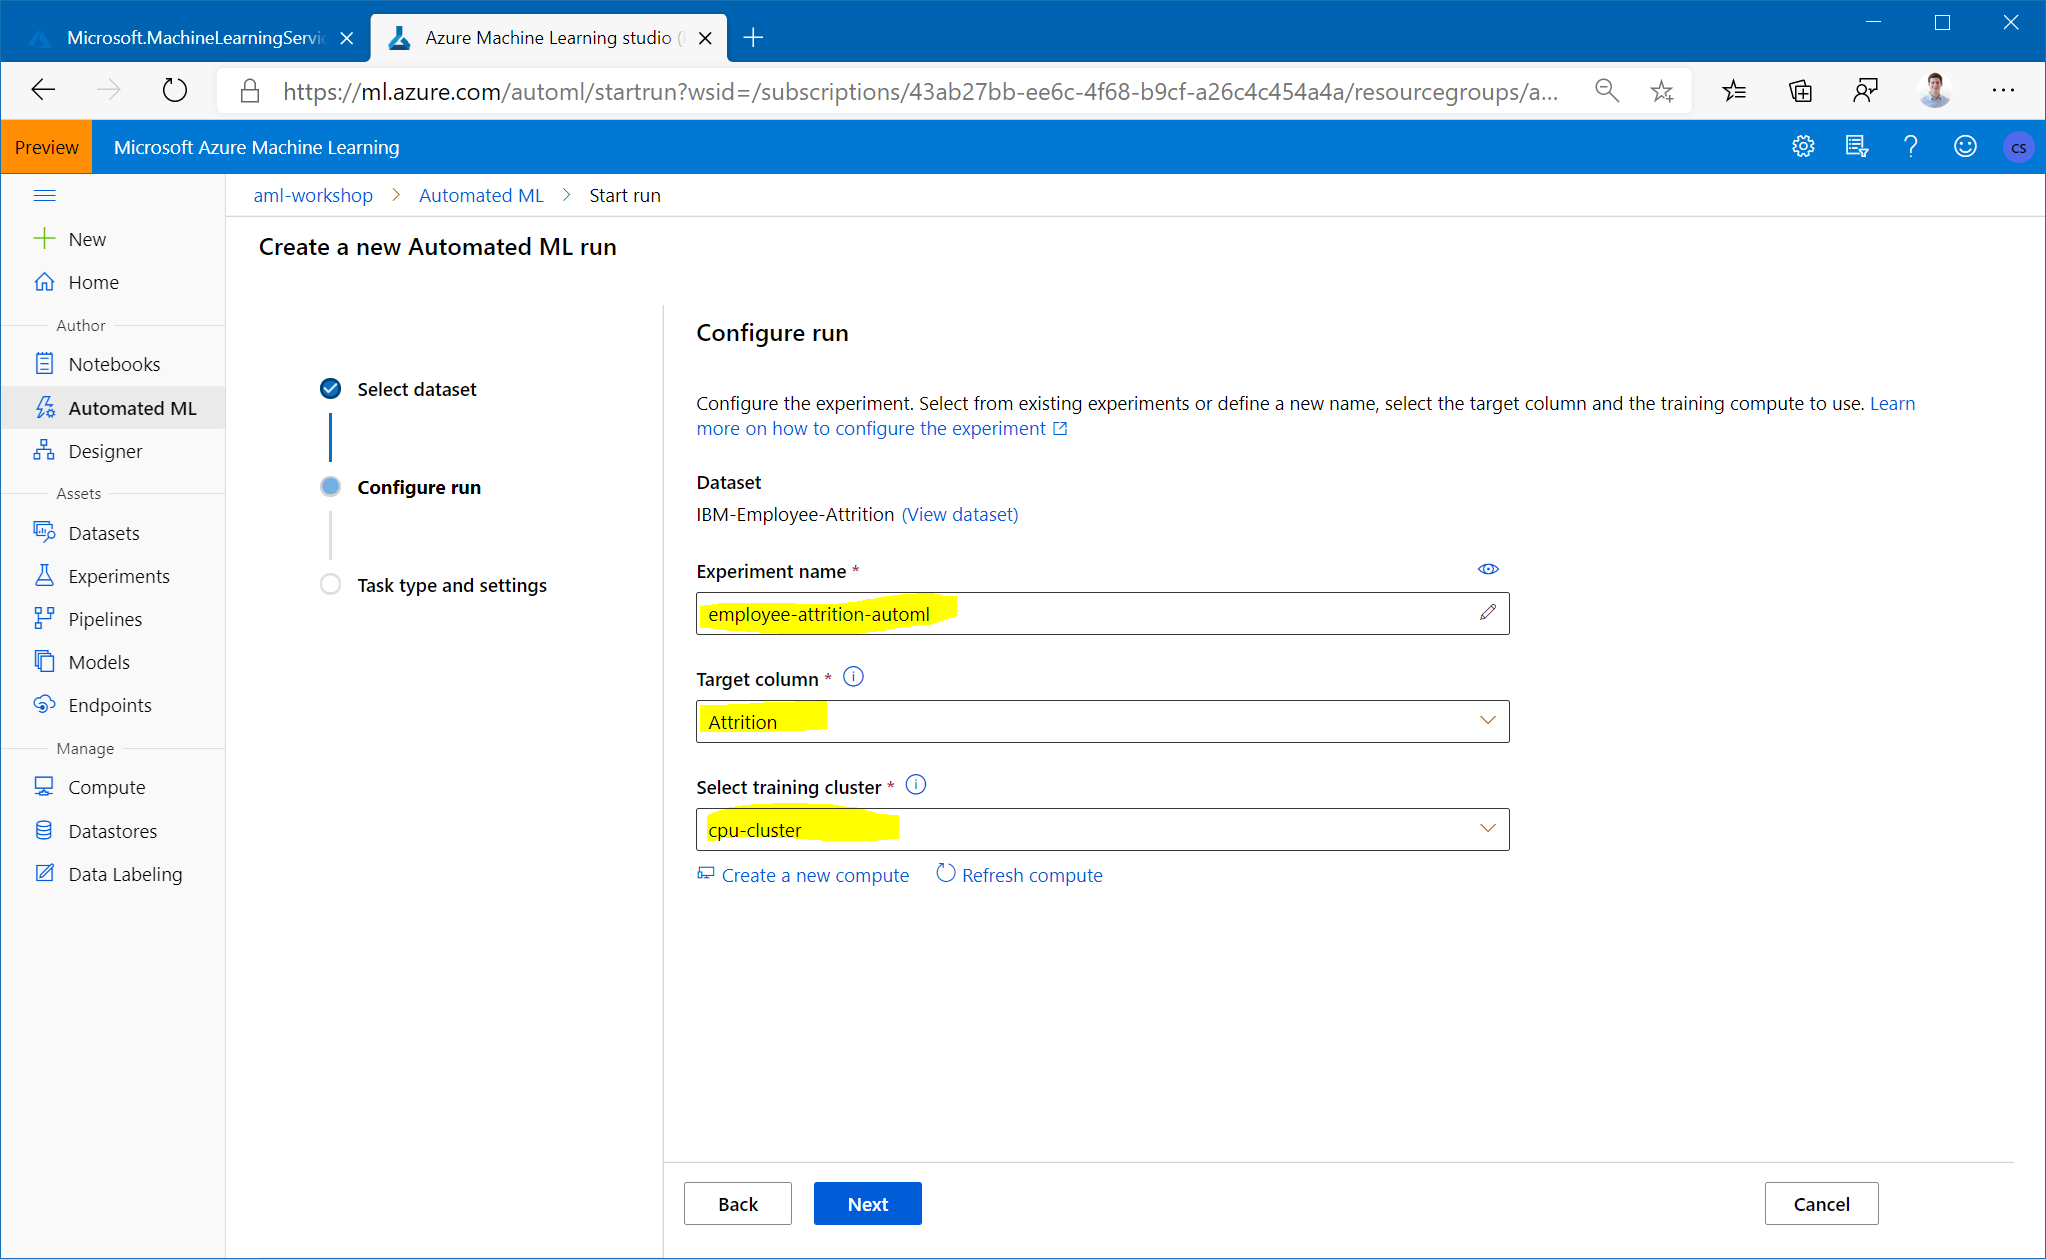 Microsoft.MachineLearningServic
Azure Machine Learning studio (
https://ml.azure.com/automl/startrun?wsid=/subscriptions/43ab27bb-ee6c-4f68-b9cf-a26c4c454a4a/resourcegroups/a...
Preview
Microsoft Azure Machine Learning
CS
aml-workshop > Automated ML > Start run
New
Home
Author
Notebooks
Automated ML
Designer
Assets
Datasets
Experiments
Pipelines
Models
Endpoints
Manage
Compute
Datastores
Data Labeling
Create a new Automated ML run
Select dataset
Configure run
Task type and settings
Configure run
Configure the experiment. Select from existing experiments or define a new name, select the target column and the training compute to use. Learn
more on how to configure the experiment
Dataset
IBM-Employee-Attrition (View dataset)
Experiment name *
employee-attrition-automl
Target column *
Attrition
Select training cluster *
cpu-cluster
Create a new compute
Refresh compute
Back
Next
Cancel